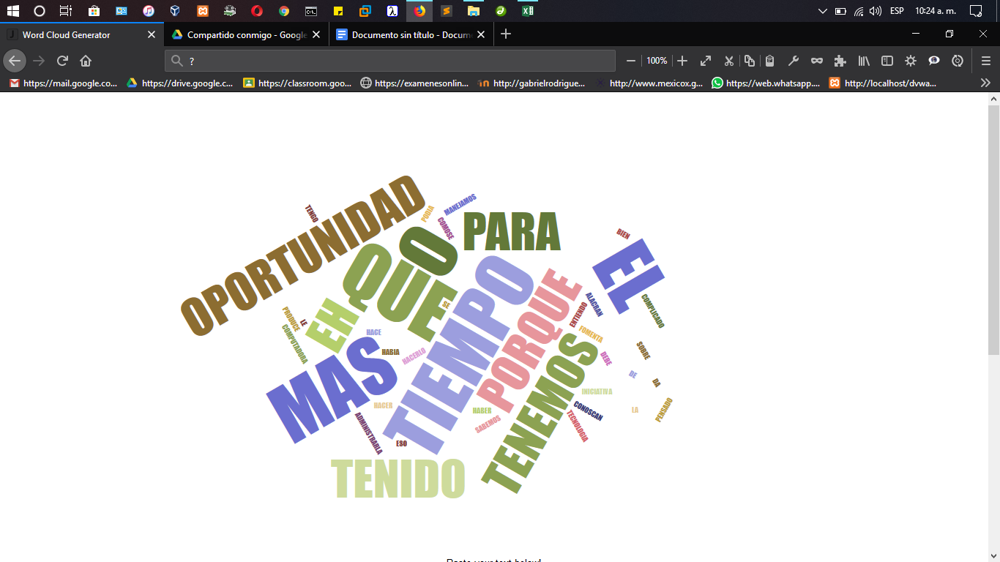 ESP 10:24 a. m.
Word Cloud Generator
Compartido conmigo - Google
Documento sin título - Docum
?
100%
https://mail.google.co...
https://drive.google.c...
https://classroom.goo...
https://examenesonlin...
http://gabrielrodrigue...
http://www.mexicox.g...
https://web.whatsapp....
http://localhost/dvwa...
OPORTUNIDAD
TENGO
PODIA
MANEJAMOS
COMOSE
PARA
BIEN
EL
O
QUE
SE
TIEMPO
PORQUE
ALACRAN
ENTIENDO
COMPLICADO
EH
PRODUCE
LE
COMPUTADORA
HACE
HABIA
HACERLO
FOMENTA
TENEMOS
DEBE
SOBRE
DE
DA
MAS
HACER
HABER
SABEMOS
INICIATIVA
CONOSCAN
TECNOLOGIA
LA
PENSADO
ADMINISTRARLA
ESO
TENIDO
Paste your text below!